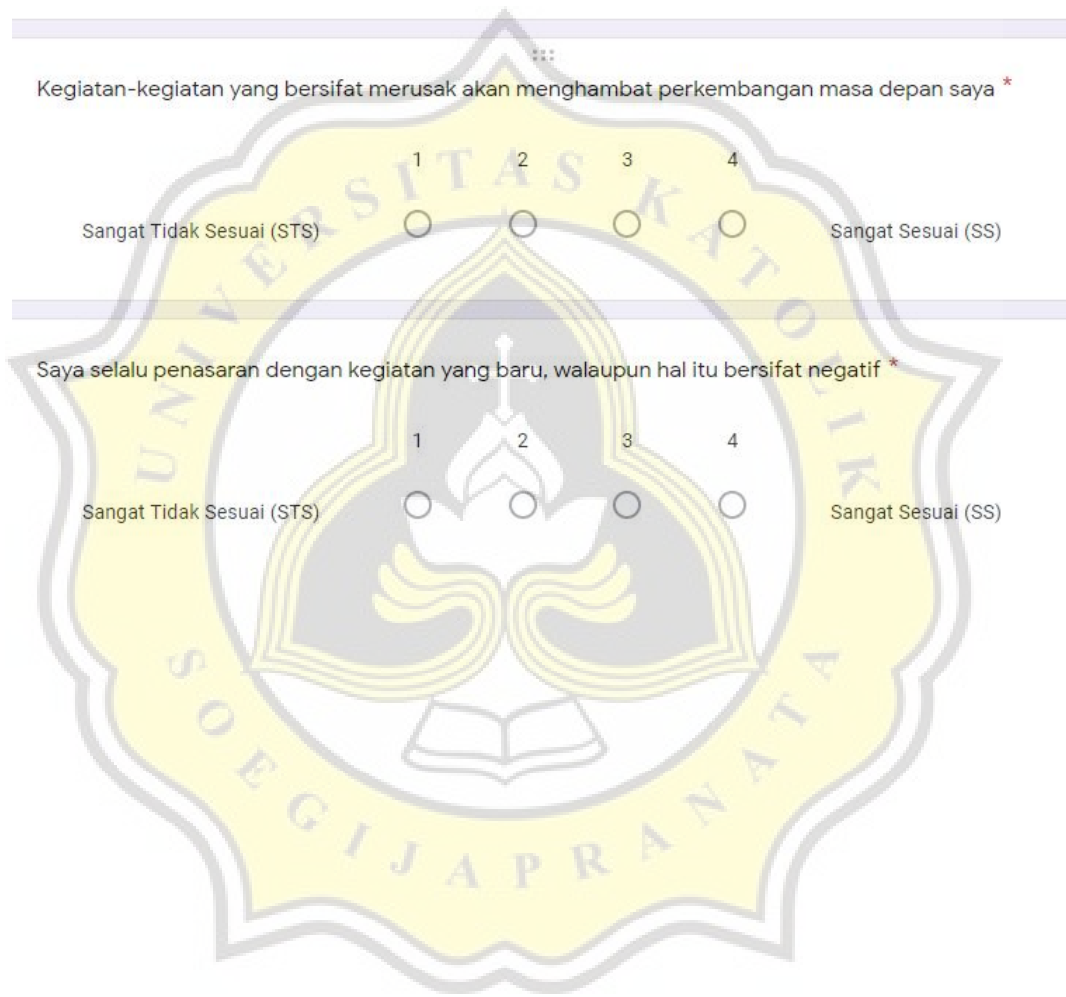 Kegiatan-kegiatan yang bersifat merusak akan menghambat perkembangan masa depan saya *
1 2 3 4
Sangat Tidak Sesuai (STS) Sangat Sesuai (SS)
Saya selalu penasaran dengan kegiatan yang baru, walaupun hal itu bersifat negatif *
1 2 3 4
Sangat Tidak Sesuai (STS) Sangat Sesuai (SS)
UNIVERSITAS KATOLIK
SOEGIJAPRANATA